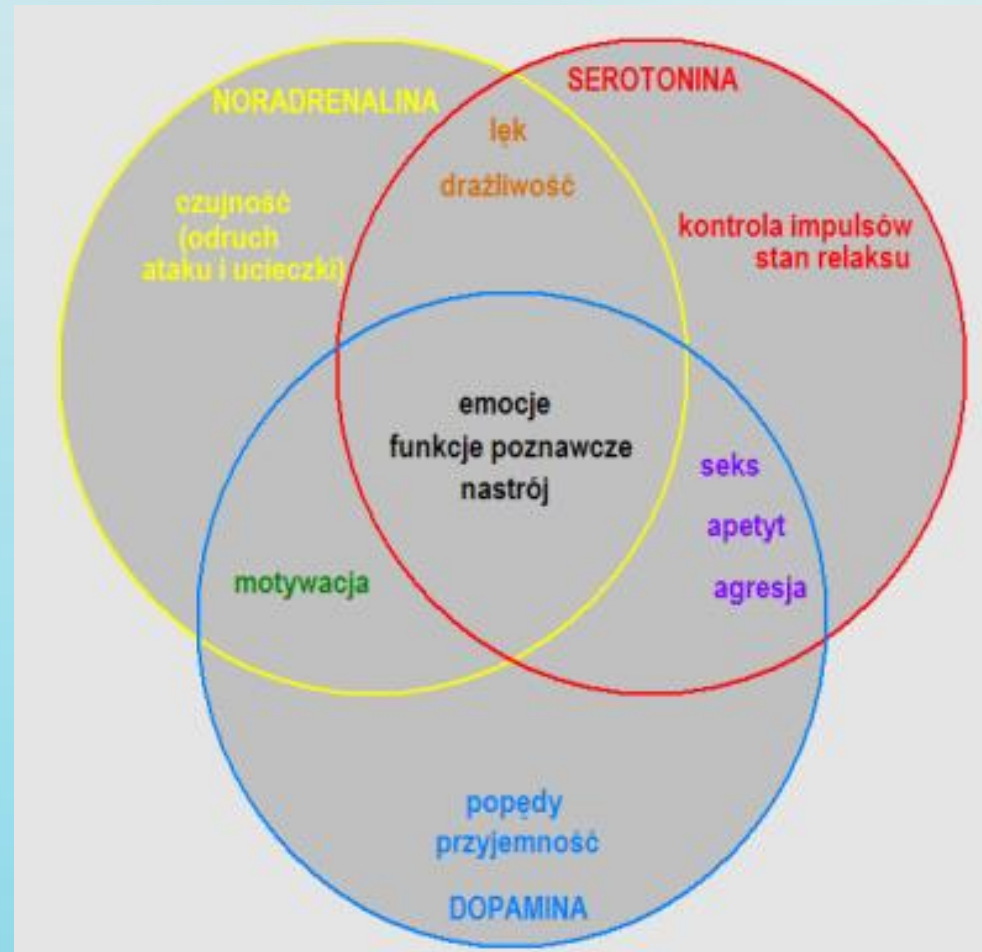 NORADRENALINA
SEROTONINA
lęk
drażliwość
czujność
(odruch
ataku i ucieczki)
kontrola impulsów
stan relaksu
emocje
funkcje poznawcze
nastrój
seks
apetyt
agresja
motywacja
popędy
przyjemność
DOPAMINA